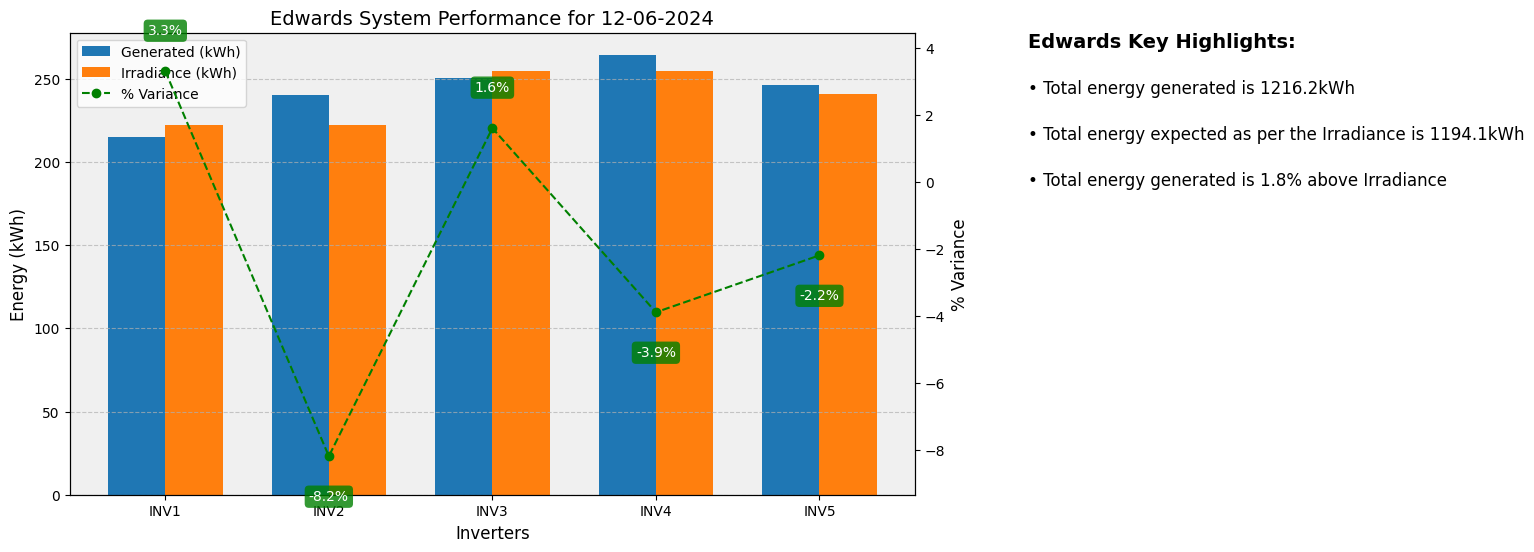 Edwards System Performance for 12-06-2024
Generated (kWh)
Irradiance (kWh)
% Variance
3.3%
-8.2%
1.6%
-3.9%
-2.2%
Energy (kWh)
250
200
150
100
50
0
INV1
INV2
INV3
INV4
INV5
Inverters
4
2
0
−2
−4
−6
−8
% Variance
Edwards Key Highlights:
• Total energy generated is 1216.2kWh
• Total energy expected as per the Irradiance is 1194.1kWh
• Total energy generated is 1.8% above Irradiance